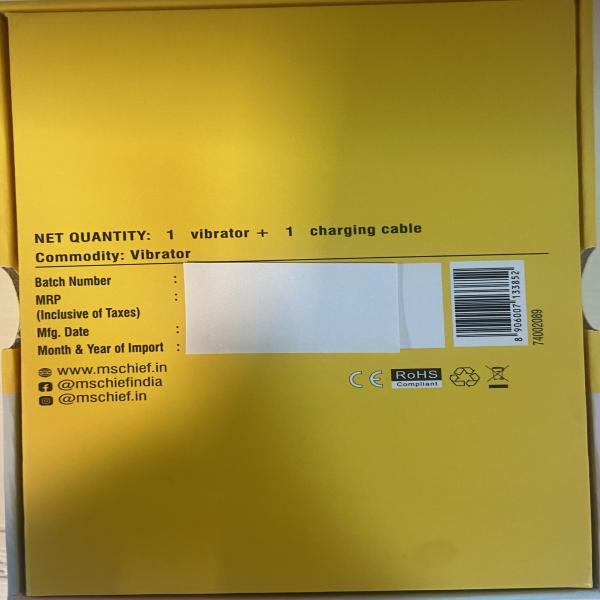 NET QUANTITY: 1 vibrator + 1 charging cable
Commodity: Vibrator
Batch Number :
MRP :
(Inclusive of Taxes)
Mfg. Date :
Month & Year of Import :
8 906007 133852
74002089
www.mschief.in
@mschiefindia
@mschief.in
CE
RoHS
Compliant